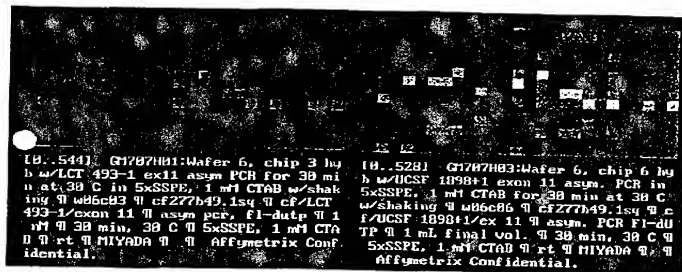 [0..544] GM707H01:Wafer 6, chip 3 hy
b w/LCT 493-1 ex11 asym PCR for 30 mi
n at 30 C in 5xSSPE, 1 mM CTAB w/shak
ing ¶ w06c03 ¶ cf277b49.1sq ¶ cf/LCT
493-1/exon 11 ¶ asym pcr, fl-dutp ¶ 1
nM ¶ 30 min, 30 C ¶ 5xSSPE, 1 mM CTA
B ¶ rt ¶ MIYADA ¶ ¶ Affymetrix Conf
idential.
[0..528] GM707H03:Wafer 6, chip 6 hy
b w/UCSF 1898+1 exon 11 asym. PCR in
5xSSPE, 1 mM CTAB for 30 min at 30 C
w/shaking ¶ w06c06 ¶ cf277b49.1sq ¶ c
f/UCSF 1898+1/ex 11 ¶ asym. PCR Fl-dU
TP ¶ 1 mL final vol. ¶ 30 min, 30 C ¶
5xSSPE, 1 mM CTAB ¶ rt ¶ MIYADA ¶ ¶
Affymetrix Confidential.